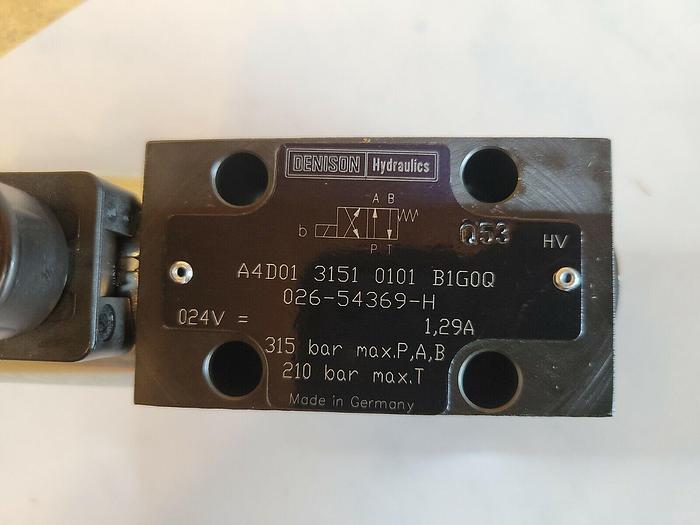 DENISON Hydraulics
A B
b
P T
Q53
HV
A4D01 3151 0101 B1G0Q
026-54369-H
024V =
1,29A
315 bar max.P,A,B
210 bar max.T
Made in Germany